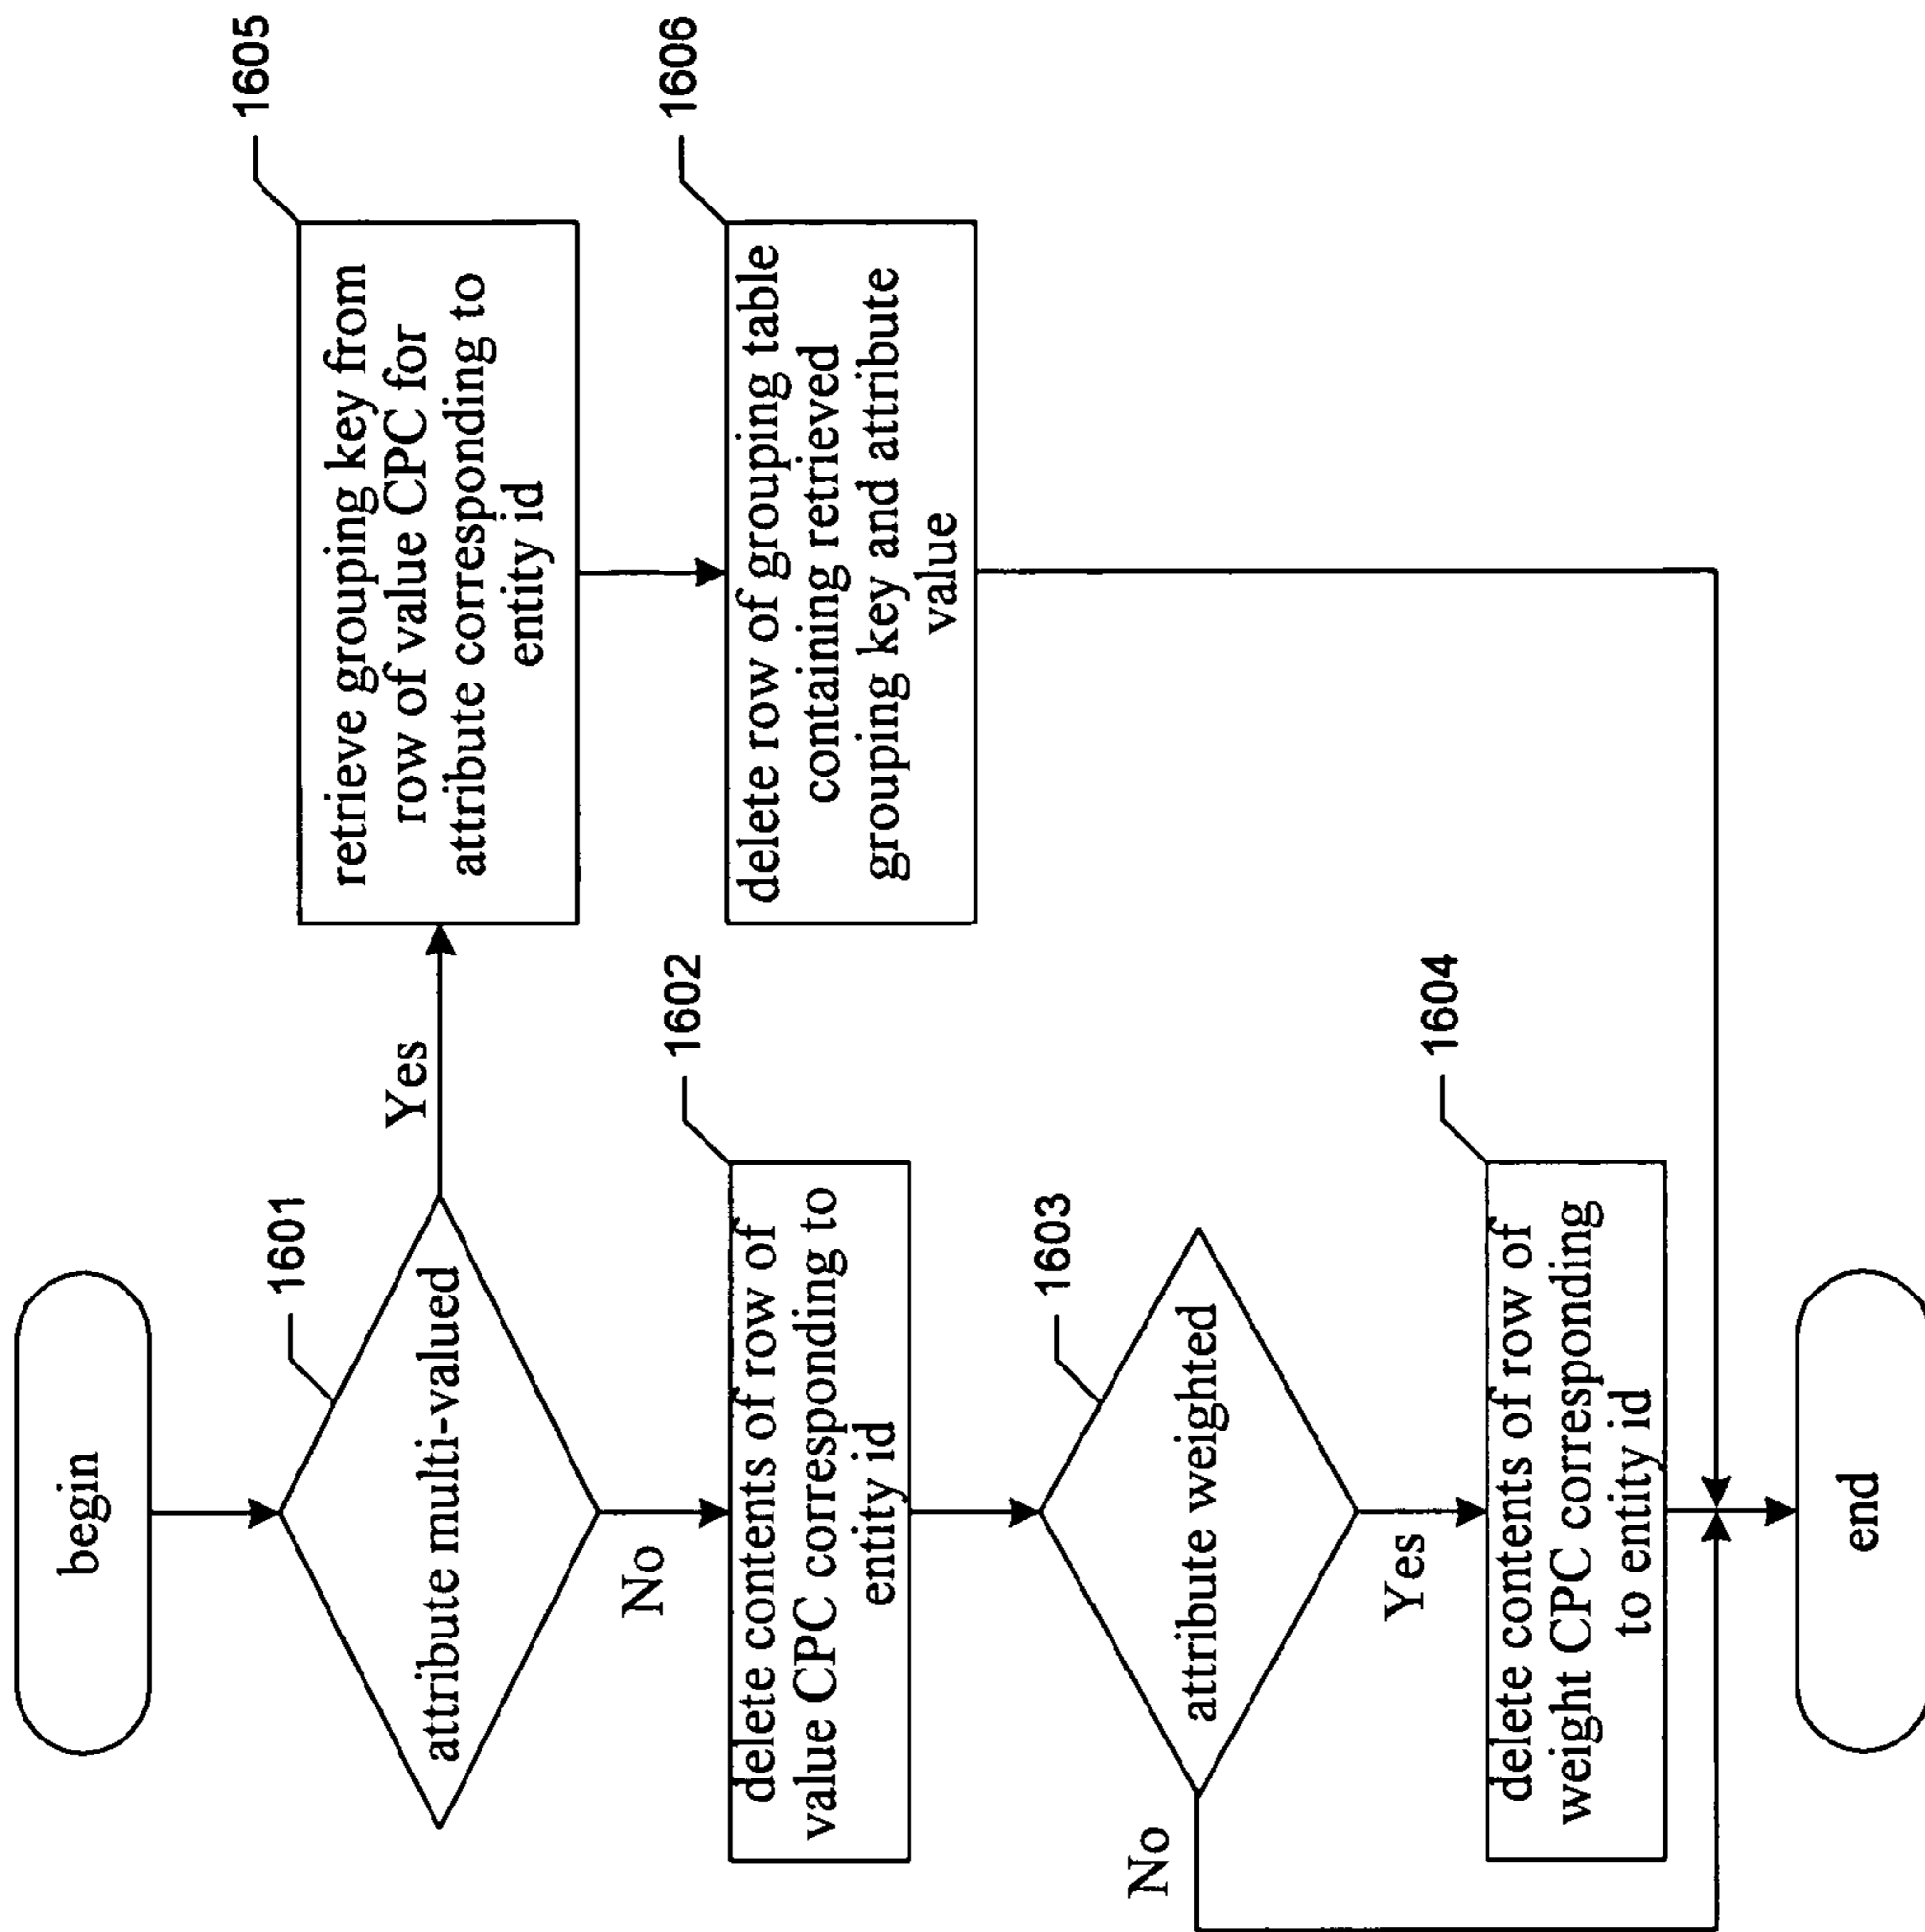 begin
1601
attribute multi-valued
Yes
1605
retrieve grouping key from
row of value CPC for
attribute corresponding to
entity id
No
1602
delete contents of row of
value CPC corresponding to
entity id
1606
delete row of grouping table
containing retrieved
grouping key and attribute
value
1603
attribute weighted
No
Yes
1604
delete contents of row of
weight CPC corresponding
to entity id
end